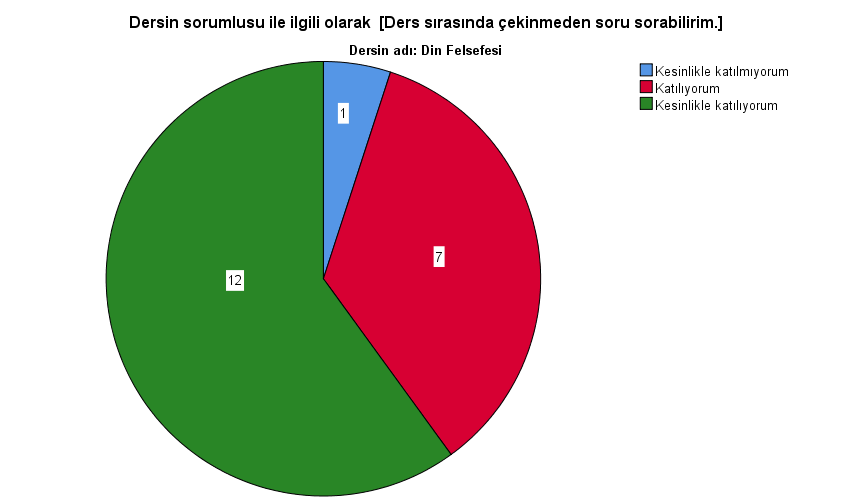 Dersin sorumlusu ile ilgili olarak [Ders sırasında çekinmeden soru sorabilirim.]
Dersin adı: Din Felsefesi
Kesinlikle katılmıyorum
Katılıyorum
Kesinlikle katılıyorum
1
7
12